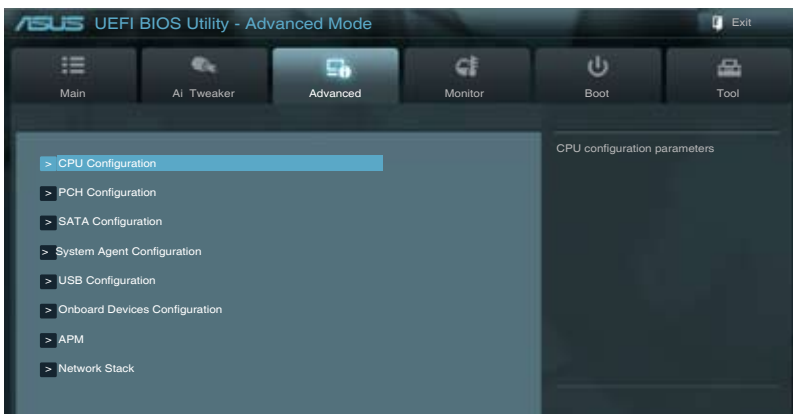 ASUS UEFI BIOS Utility - Advanced Mode
Exit
Main Ai Tweaker Advanced Monitor Boot Tool
CPU configuration parameters
> CPU Configuration
> PCH Configuration
> SATA Configuration
> System Agent Configuration
> USB Configuration
> Onboard Devices Configuration
> APM
> Network Stack